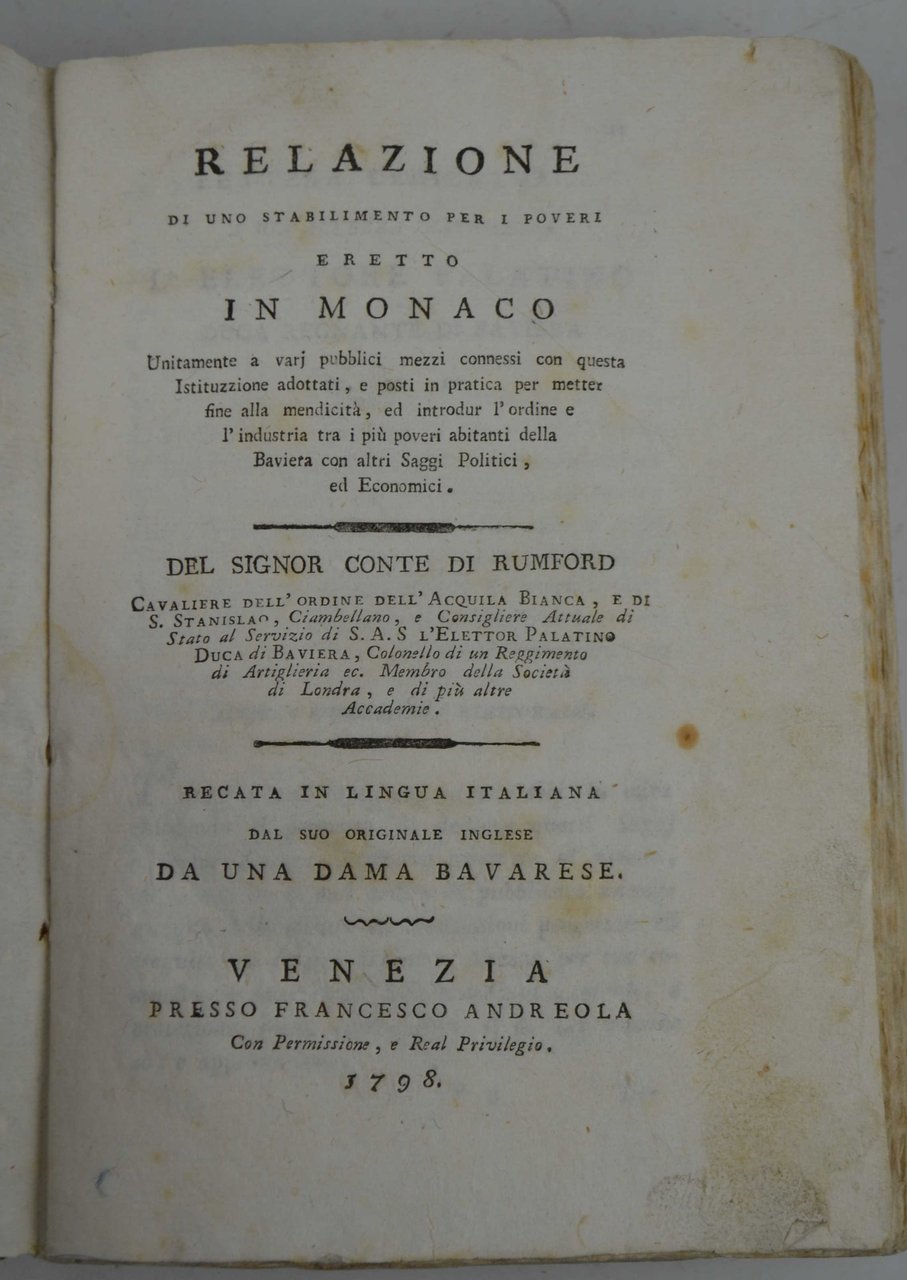 RELAZIONE
DI UNO STABILIMENTO PER I POVERI
ERETTO
IN MONACO
Unitamente a varj pubblici mezzi connessi con questa
Istituzzione adottati, e posti in pratica per metter
fine alla mendicità, ed introdur l'ordine e
l'industria tra i più poveri abitanti della
Baviera con altri Saggi Politici,
ed Economici.
DEL SIGNOR CONTE DI RUMFORD
CAVALIERE DELL'ORDINE DELL'ACQUILA BIANCA, E DI
S. STANISLAO, Ciambellano, e Consigliere Attuale di
Stato al Servizio di S. A. S L'ELETTOR PALATINO
DUCA di BAVIERA, Colonello di un Reggimento
di Artiglieria ec. Membro della Società
di Londra, e di più altre
Accademie.
RECATA IN LINGUA ITALIANA
DAL SUO ORIGINALE INGLESE
DA UNA DAMA BAVARESE.
VENEZIA
PRESSO FRANCESCO ANDREOLA
Con Permissione, e Real Privilegio.
1798.